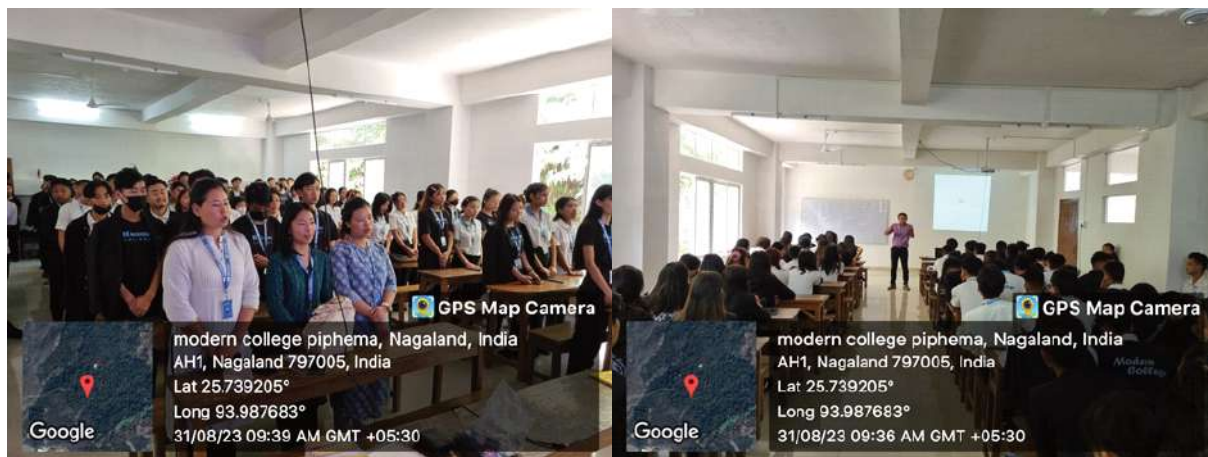 GPS Map Camera
modern college piphema, Nagaland, India
AH1, Nagaland 797005, India
Lat 25.739205°
Long 93.987683°
31/08/23 09:39 AM GMT +05:30
Google
GPS Map Camera
modern college piphema, Nagaland, India
AH1, Nagaland 797005, India
Lat 25.739205°
Long 93.987683°
31/08/23 09:36 AM GMT +05:30
Google
Modern
College